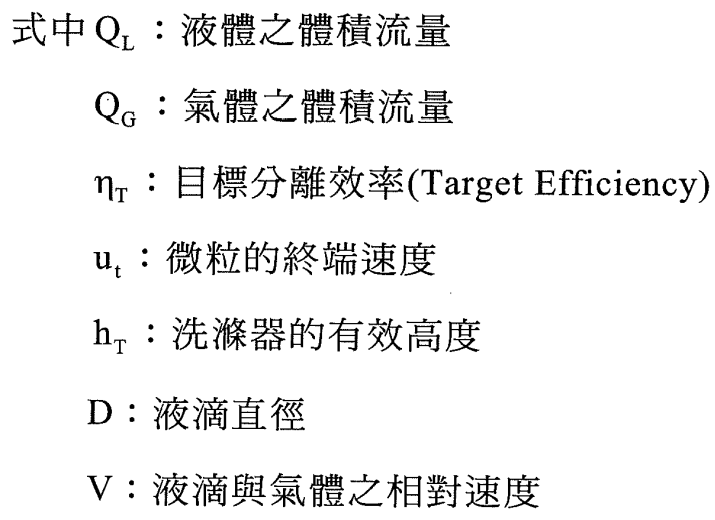 式中 Q_L：液體之體積流量
Q_G：氣體之體積流量
η_T：目標分離效率(Target Efficiency)
u_t：微粒的終端速度
h_T：洗滌器的有效高度
D：液滴直徑
V：液滴與氣體之相對速度